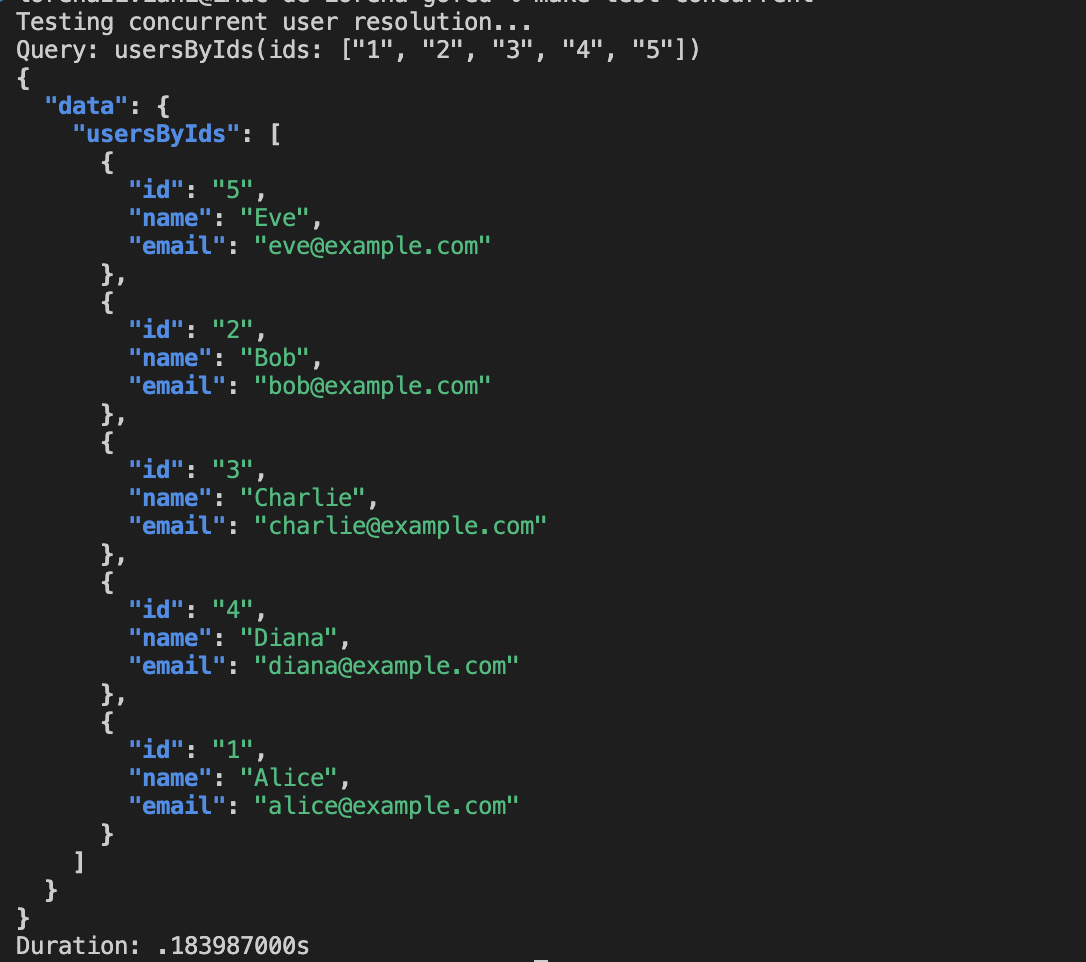 Testing concurrent user resolution...
Query: usersByIds(ids: ["1", "2", "3", "4", "5"])
{
  "data": {
    "usersByIds": [
      {
        "id": "5",
        "name": "Eve",
        "email": "eve@example.com"
      },
      {
        "id": "2",
        "name": "Bob",
        "email": "bob@example.com"
      },
      {
        "id": "3",
        "name": "Charlie",
        "email": "charlie@example.com"
      },
      {
        "id": "4",
        "name": "Diana",
        "email": "diana@example.com"
      },
      {
        "id": "1",
        "name": "Alice",
        "email": "alice@example.com"
      }
    ]
  }
}
Duration: .183987000s